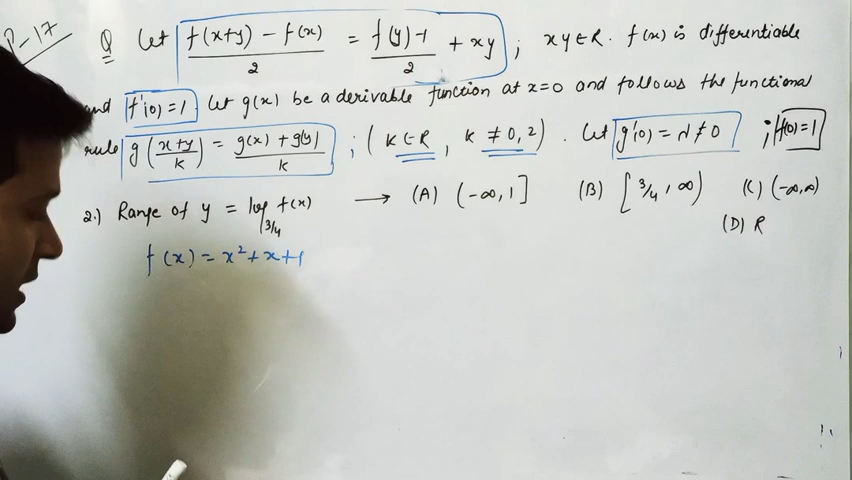 P-17
Q Let f(x+y) - f(x) / 2 = f(y)-1 / 2 + xy ; x y ∈ R. f(x) is differentiable
and f'(0) = 1. Let g(x) be a derivable function at x=0 and follows the functional
rule g(x+y / k) = g(x) + g(y) / k ; (k ∈ R, k ≠ 0, 2). Let g'(0) = λ ≠ 0 ; f(0) = 1
2.) Range of y = log_{3/4} f(x) → (A) (-∞, 1] (B) [3/4, ∞) (C) (-∞, ∞)
(D) R
f(x) = x² + x + 1